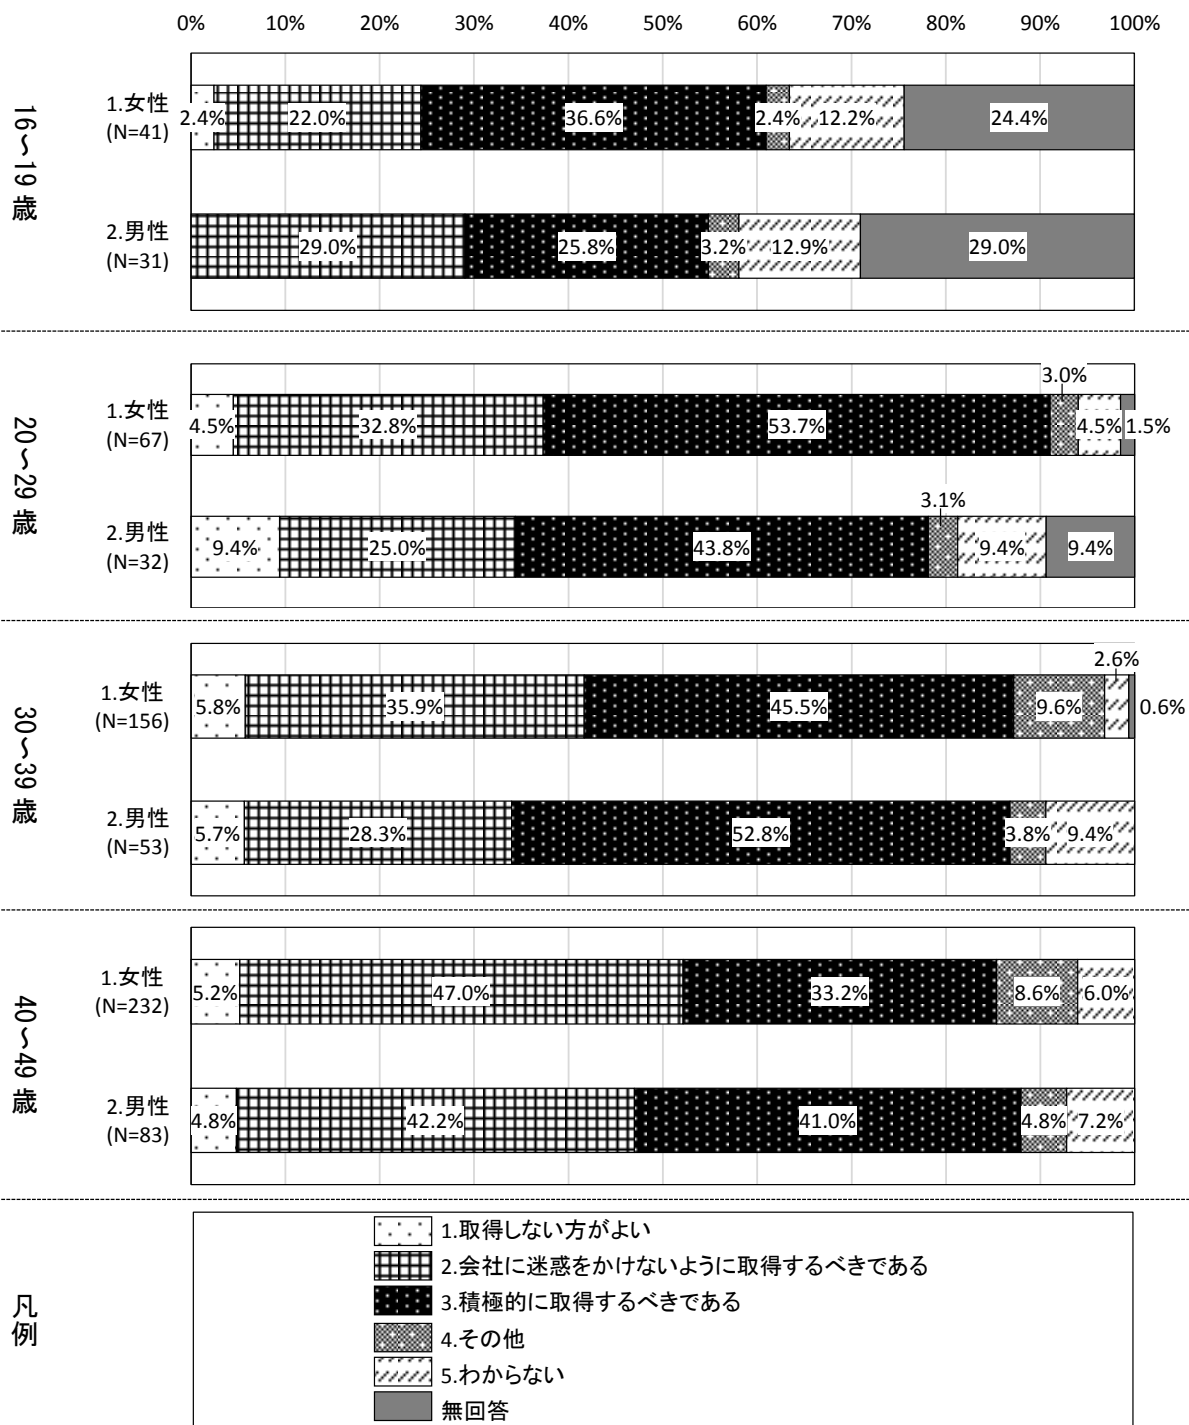 0% 10% 20% 30% 40% 50% 60% 70% 80% 90% 100%
16～19歳
1.女性
(N=41)
2.4% 22.0% 36.6% 2.4% 12.2% 24.4%
2.男性
(N=31)
29.0% 25.8% 3.2% 12.9% 29.0%
20～29歳
3.0%
1.女性
(N=67)
4.5% 32.8% 53.7% 4.5% 1.5%
3.1%
2.男性
(N=32)
9.4% 25.0% 43.8% 9.4% 9.4%
30～39歳
2.6%
1.女性
(N=156)
5.8% 35.9% 45.5% 9.6% 0.6%
2.男性
(N=53)
5.7% 28.3% 52.8% 3.8% 9.4%
40～49歳
1.女性
(N=232)
5.2% 47.0% 33.2% 8.6% 6.0%
2.男性
(N=83)
4.8% 42.2% 41.0% 4.8% 7.2%
凡例
1.取得しない方がよい
2.会社に迷惑をかけないように取得するべきである
3.積極的に取得するべきである
4.その他
5.わからない
無回答